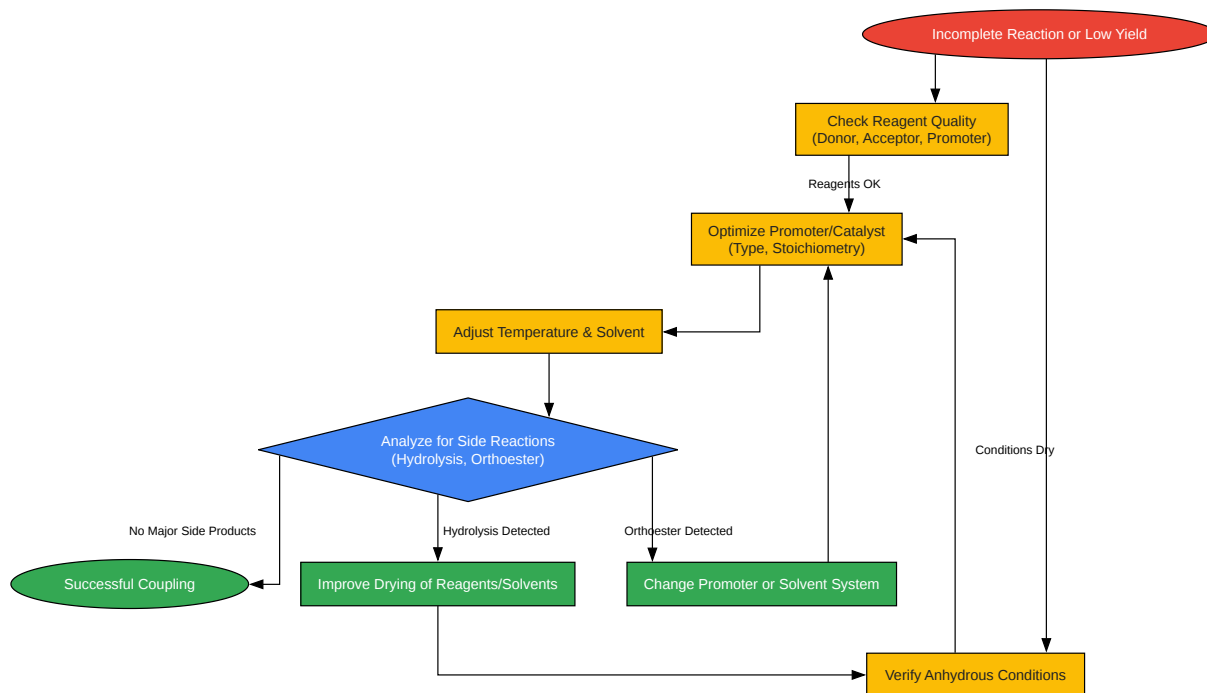 Incomplete Reaction or Low Yield
Check Reagent Quality
(Donor, Acceptor, Promoter)
Reagents OK
Optimize Promoter/Catalyst
(Type, Stoichiometry)
Adjust Temperature & Solvent
Analyze for Side Reactions
(Hydrolysis, Orthoester)
Conditions Dry
No Major Side Products
Hydrolysis Detected
Orthoester Detected
Successful Coupling
Improve Drying of Reagents/Solvents
Change Promoter or Solvent System
Verify Anhydrous Conditions